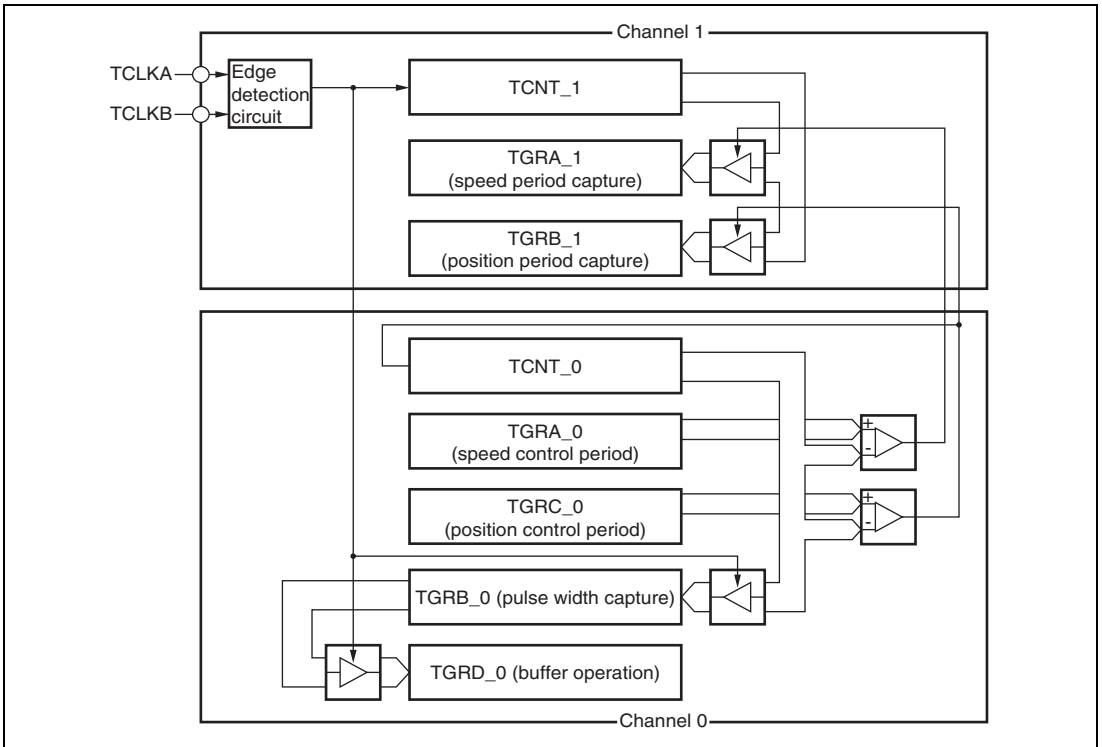 Channel 1
TCLKA
TCLKB
Edge
detection
circuit
TCNT_1
TGRA_1
(speed period capture)
TGRB_1
(position period capture)
TCNT_0
TGRA_0
(speed control period)
+
-
TGRC_0
(position control period)
+
-
TGRB_0 (pulse width capture)
TGRD_0 (buffer operation)
Channel 0